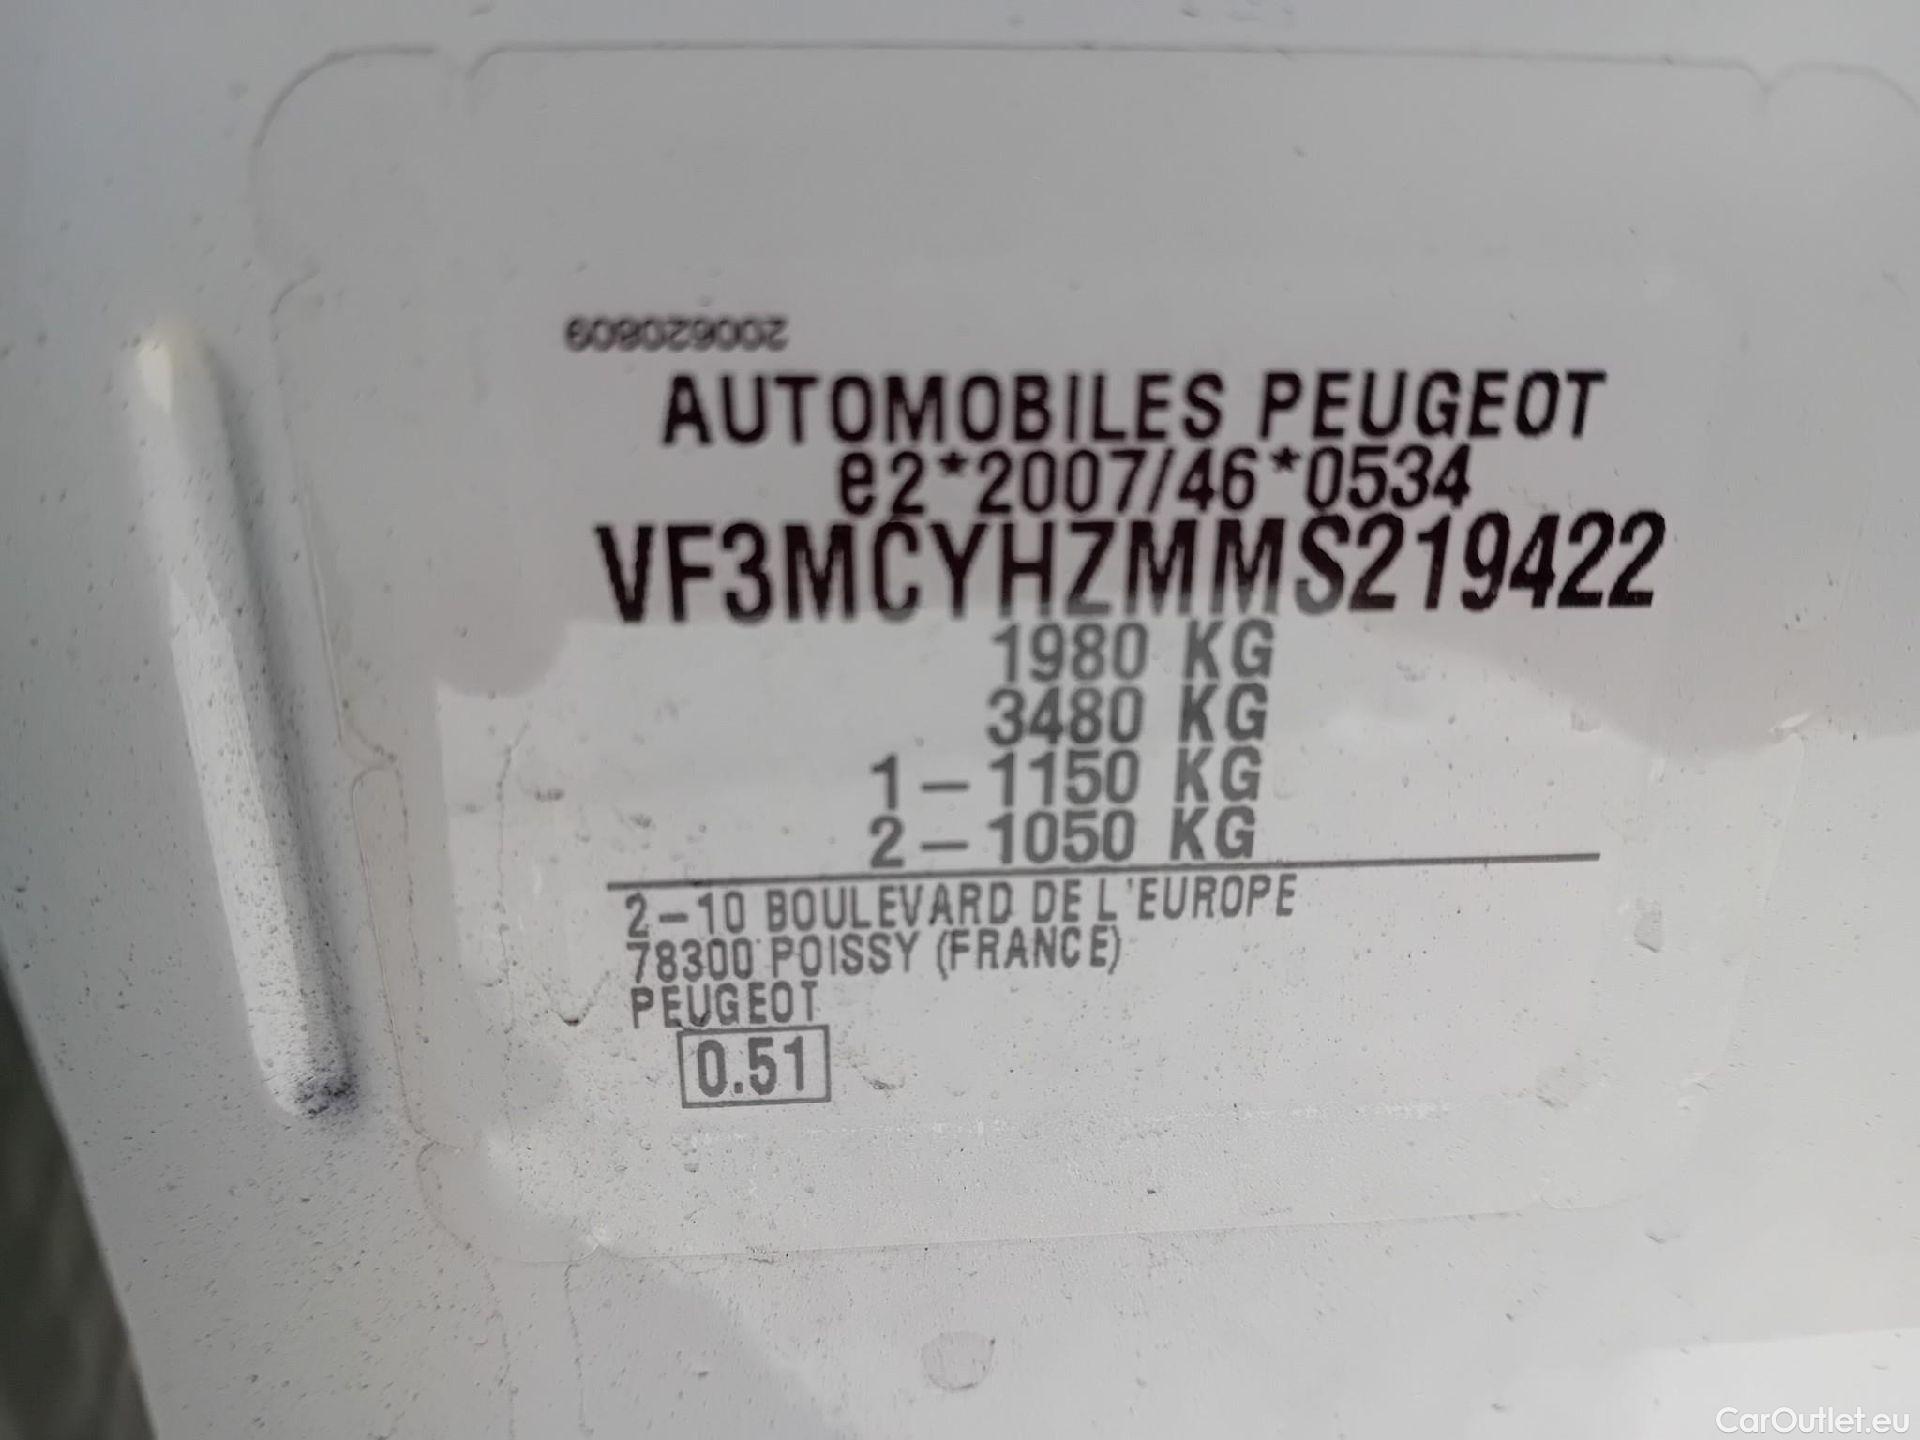 200620809
AUTOMOBILES PEUGEOT
e2*2007/46*0534
VF3MCYHZMMS219422
1980 KG
3480 KG
1-1150 KG
2-1050 KG
2-10 BOULEVARD DE L'EUROPE
78300 POISSY (FRANCE)
PEUGEOT
0.51
CarOutlet.eu